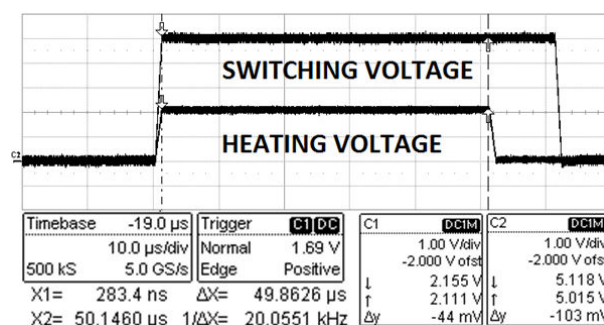 SWITCHING VOLTAGE
HEATING VOLTAGE
C2
Timebase -19.0 µs
10.0 µs/div
500 kS 5.0 GS/s
Trigger C1 DC
Normal 1.69 V
Edge Positive
C1 DC1M
1.00 V/div
-2.000 V ofst
↓ 2.155 V
↑ 2.111 V
Δy -44 mV
C2 DC1M
1.00 V/div
-2.000 V ofst
↓ 5.118 V
↑ 5.015 V
Δy -103 mV
X1= 283.4 ns ΔX= 49.8626 µs
X2= 50.1460 µs 1/ΔX= 20.0551 kHz